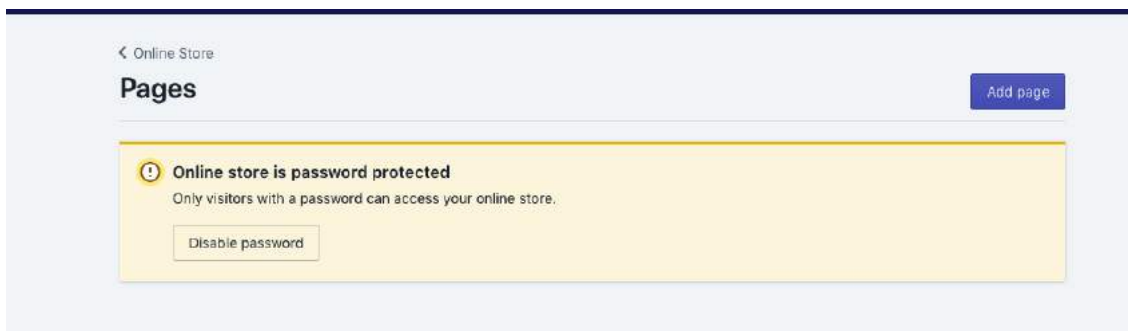 Online Store
Pages
Add page
Online store is password protected
Only visitors with a password can access your online store.
Disable password